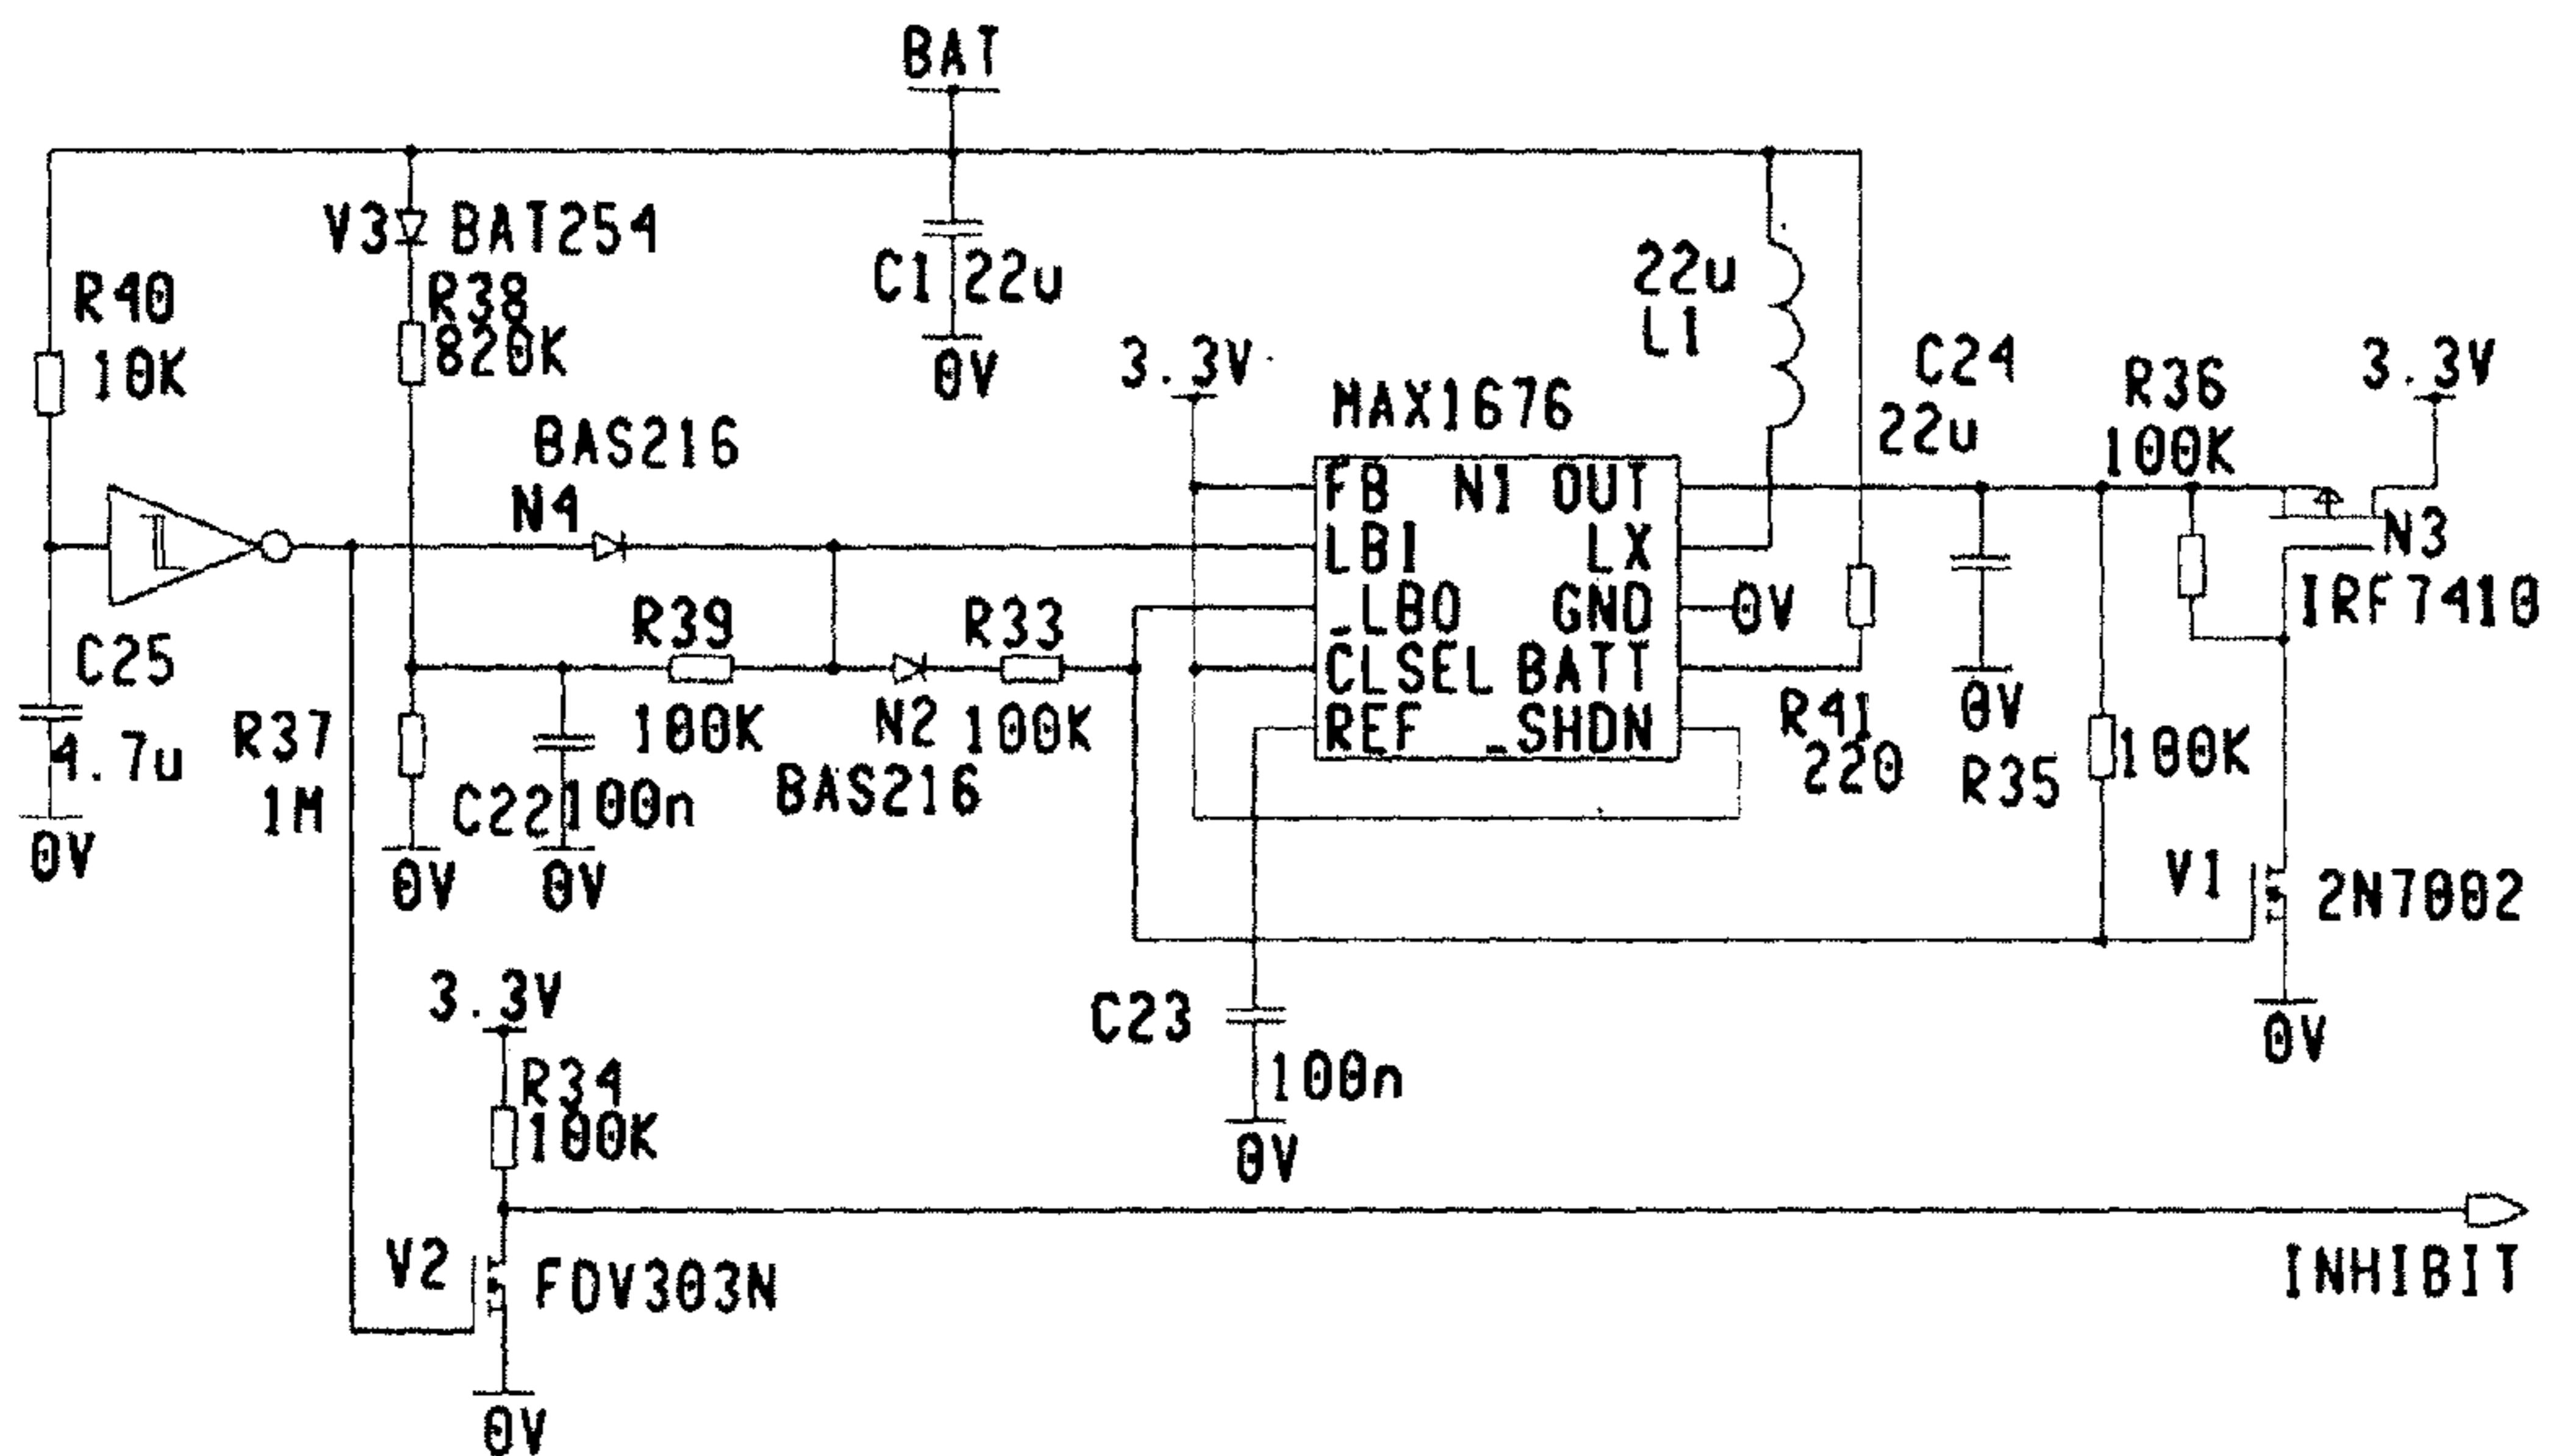 BAT
V3 BAT254
R40
10K
R38
820K
C1 22u
0V
22u
L1
3.3V
MAX1676
C24
22u
R36
100K
3.3V
BAS216
N4
FB N1 OUT
LBI LX
_LBO GND
CLSEL BATT
REF _SHDN
0V
N3
IRF7410
R39
100K
R33
100K
N2
BAS216
C25
4.7u
0V
R37
1M
0V
C22 100n
0V
R41
220
0V
R35
100K
V1
2N7002
0V
C23
100n
0V
3.3V
R34
100K
V2
FDV303N
0V
INHIBIT